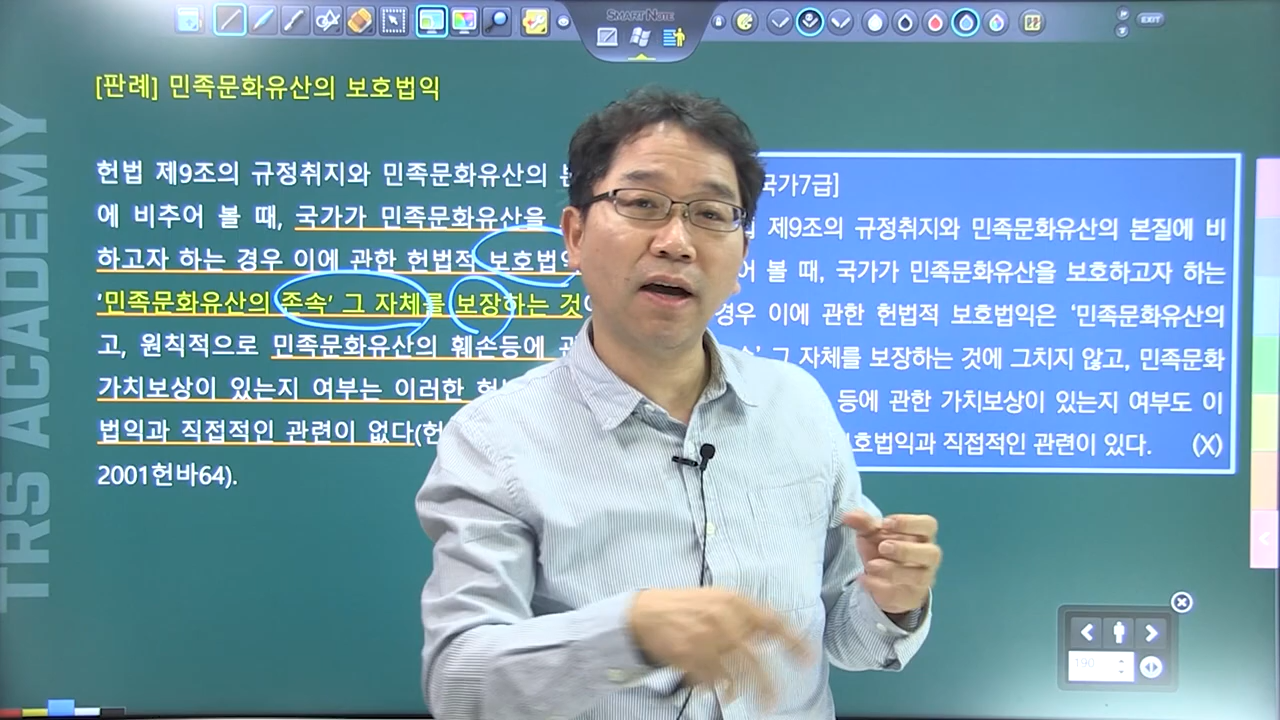 SMART NOTE
EXIT
TRS ACADEMY
[판례] 민족문화유산의 보호법익
헌법 제9조의 규정취지와 민족문화유산의
에 비추어 볼 때, 국가가 민족문화유산을
하고자 하는 경우 이에 관한 헌법적 보호법
'민족문화유산의 존속' 그 자체를 보장하는 것
고, 원칙적으로 민족문화유산의 훼손등에
가치보상이 있는지 여부는 이러한
법익과 직접적인 관련이 없다(헌
2001헌바64).
국가7급]
제9조의 규정취지와 민족문화유산의 본질에 비
볼 때, 국가가 민족문화유산을 보호하고자 하는
경우 이에 관한 헌법적 보호법익은 '민족문화유산의
' 그 자체를 보장하는 것에 그치지 않고, 민족문화
등에 관한 가치보상이 있는지 여부도 이
호법익과 직접적인 관련이 있다. (X)
190